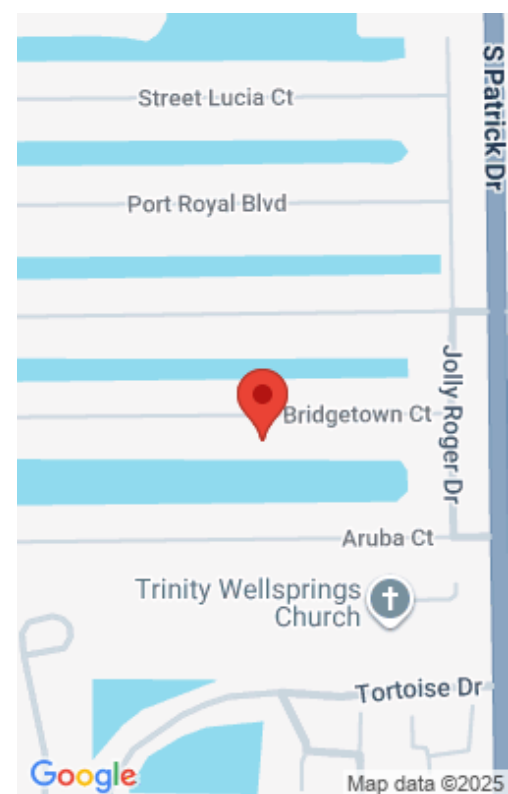 Street Lucia Ct
S Patrick Dr
Port Royal Blvd
Jolly Roger Dr
Bridgetown Ct
Aruba Ct
Trinity Wellsprings
Church
Tortoise Dr
Google
Map data ©2025